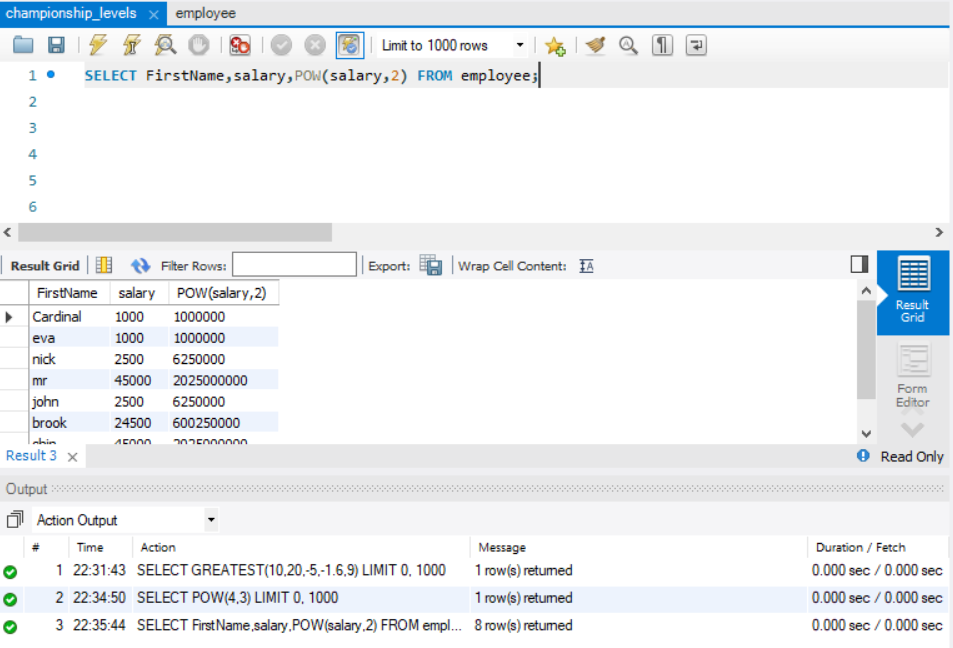 championship_levels employee
Limit to 1000 rows
1 SELECT FirstName,salary,POW(salary,2) FROM employee;
2
3
4
5
6
Result Grid Filter Rows: Export: Wrap Cell Content: IA
FirstName salary POW(salary,2)
Cardinal 1000 1000000
eva 1000 1000000
nick 2500 6250000
mr 45000 2025000000
john 2500 6250000
brook 24500 600250000
45000 2025000000
Result Grid
Form Editor
Result 3 Read Only
Output
Action Output
# Time Action Message Duration / Fetch
1 22:31:43 SELECT GREATEST(10,20,-5,-1.6,9) LIMIT 0, 1000 1 row(s) returned 0.000 sec / 0.000 sec
2 22:34:50 SELECT POW(4,3) LIMIT 0, 1000 1 row(s) returned 0.000 sec / 0.000 sec
3 22:35:44 SELECT FirstName,salary,POW(salary,2) FROM empl... 8 row(s) returned 0.000 sec / 0.000 sec